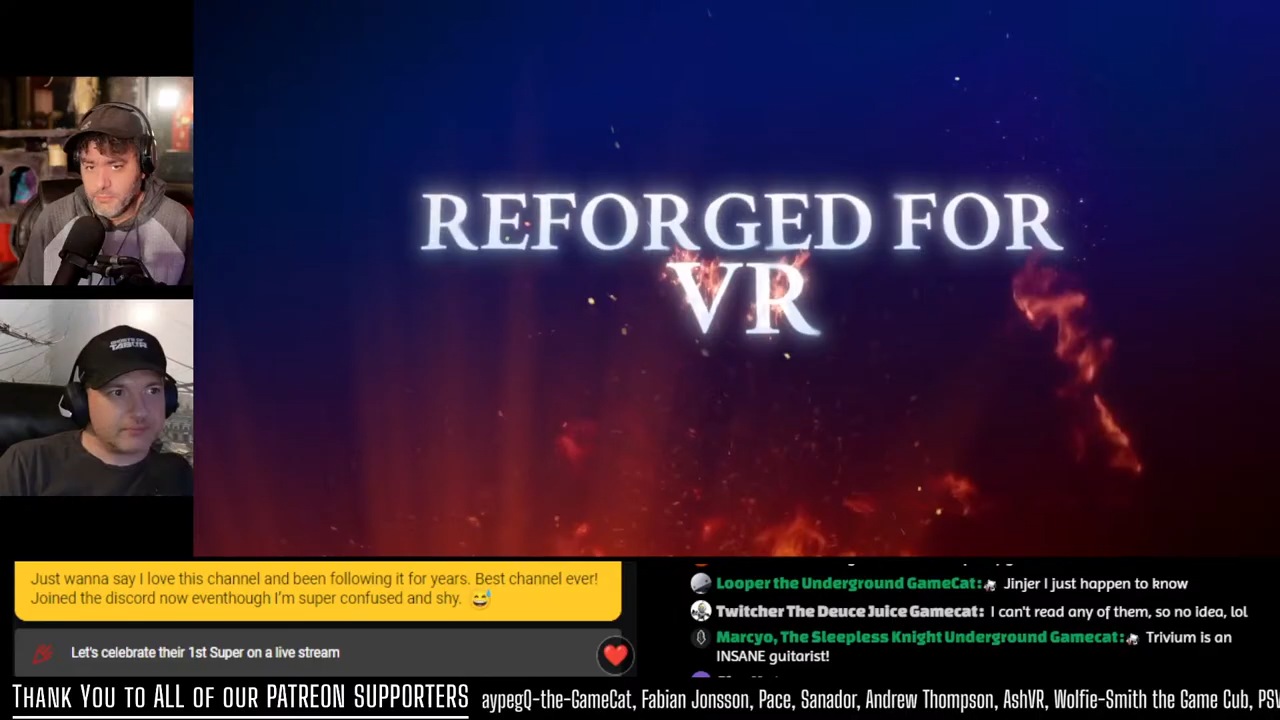 REFORGED FOR
VR
GHOSTS OF
TABOR
Just wanna say I love this channel and been following it for years. Best channel ever!
Joined the discord now eventhough I'm super confused and shy. 😅
Let's celebrate their 1st Super on a live stream
Looper the Underground GameCat: Jinjer I just happen to know
Twitcher The Deuce Juice Gamecat: I can't read any of them, so no idea, lol
Marcyo, The Sleepless Knight Underground Gamecat: Trivium is an
INSANE guitarist!
THANK YOU TO ALL OF OUR PATREON SUPPORTERS
aypegQ-the-GameCat, Fabian Jonsson, Pace, Sanador, Andrew Thompson, AshVR, Wolfie-Smith the Game Cub, PSV